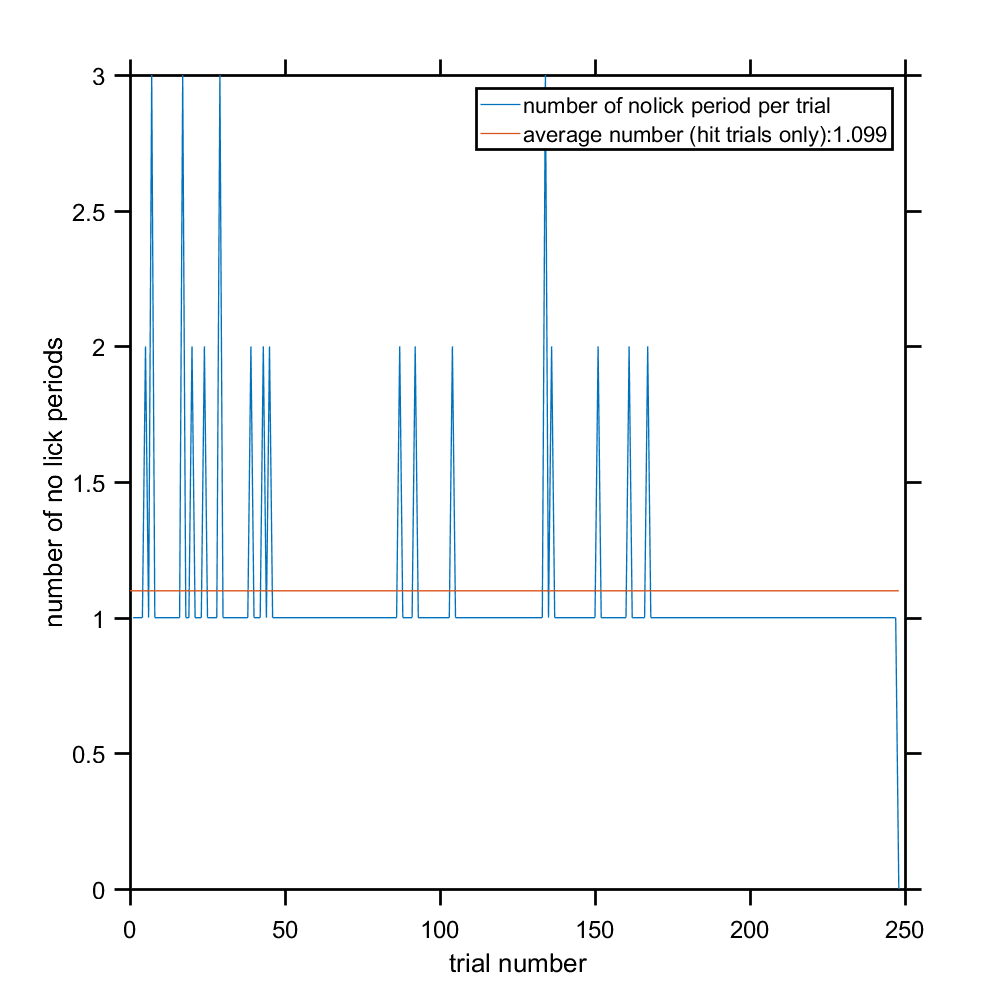 3
number of nolick period per trial
average number (hit trials only):1.099
2.5
2
1.5
1
0.5
0
number of no lick periods
0 50 100 150 200 250
trial number